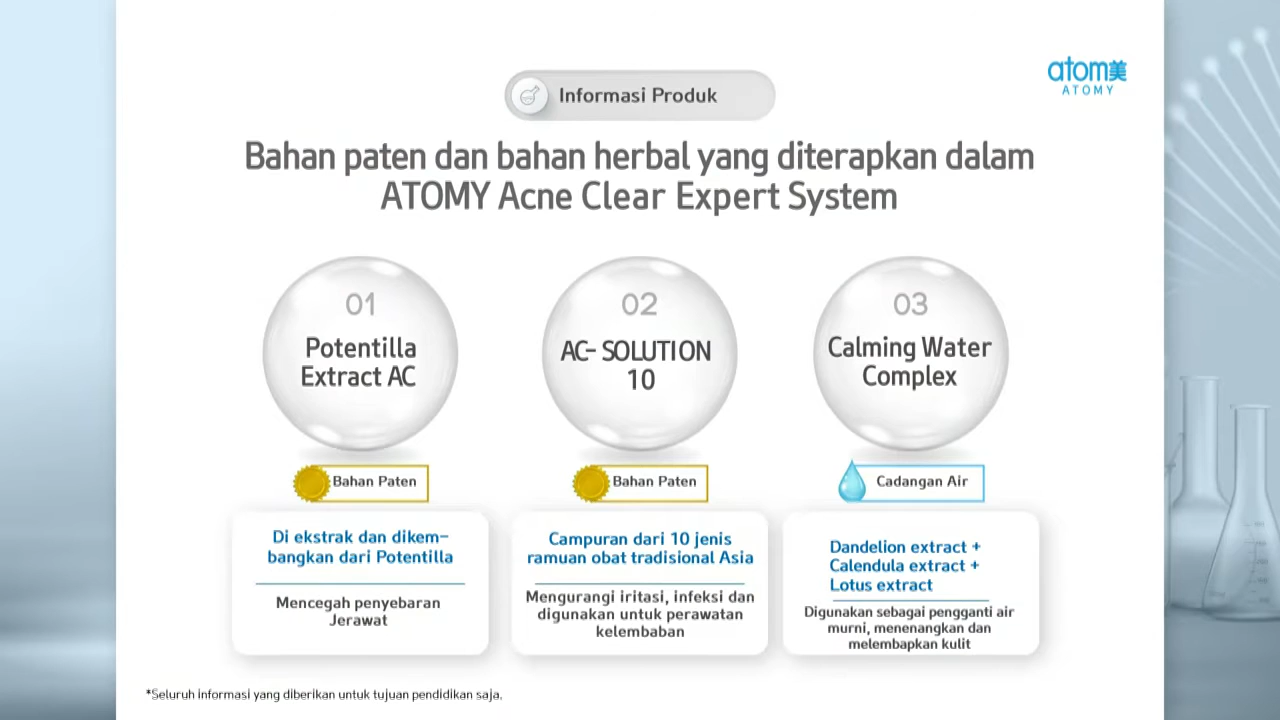 Informasi Produk
atom美
ATOMY
Bahan paten dan bahan herbal yang diterapkan dalam
ATOMY Acne Clear Expert System
01
Potentilla
Extract AC
Bahan Paten
Di ekstrak dan dikem-
bangkan dari Potentilla
Mencegah penyebaran
Jerawat
02
AC- SOLUTION
10
Bahan Paten
Campuran dari 10 jenis
ramuan obat tradisional Asia
Mengurangi iritasi, infeksi dan
digunakan untuk perawatan
kelembaban
03
Calming Water
Complex
Cadangan Air
Dandelion extract +
Calendula extract +
Lotus extract
Digunakan sebagai pengganti air
murni, menenangkan dan
melembapkan kulit
*Seluruh informasi yang diberikan untuk tujuan pendidikan saja.